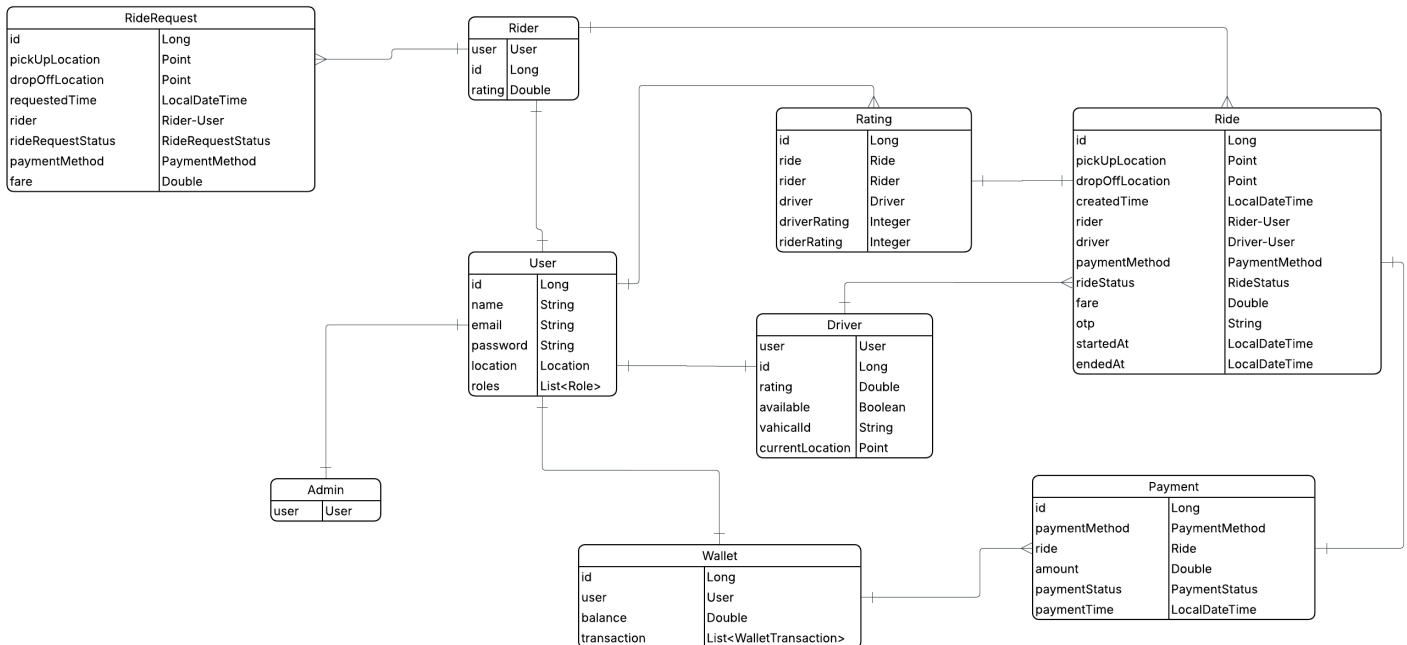 RideRequest
id Long
pickUpLocation Point
dropOffLocation Point
requestedTime LocalDateTime
rider Rider-User
rideRequestStatus RideRequestStatus
paymentMethod PaymentMethod
fare Double
Rider
user User
id Long
rating Double
Rating
id Long
ride Ride
rider Rider
driver Driver
driverRating Integer
riderRating Integer
Ride
id Long
pickUpLocation Point
dropOffLocation Point
createdTime LocalDateTime
rider Rider-User
driver Driver-User
paymentMethod PaymentMethod
rideStatus RideStatus
fare Double
otp String
startedAt LocalDateTime
endedAt LocalDateTime
User
id Long
name String
email String
password String
location Location
roles List<Role>
Driver
user User
id Long
rating Double
available Boolean
vahicalId String
currentLocation Point
Admin
user User
Wallet
id Long
user User
balance Double
transaction List<WalletTransaction>
Payment
id Long
paymentMethod PaymentMethod
ride Ride
amount Double
paymentStatus PaymentStatus
paymentTime LocalDateTime